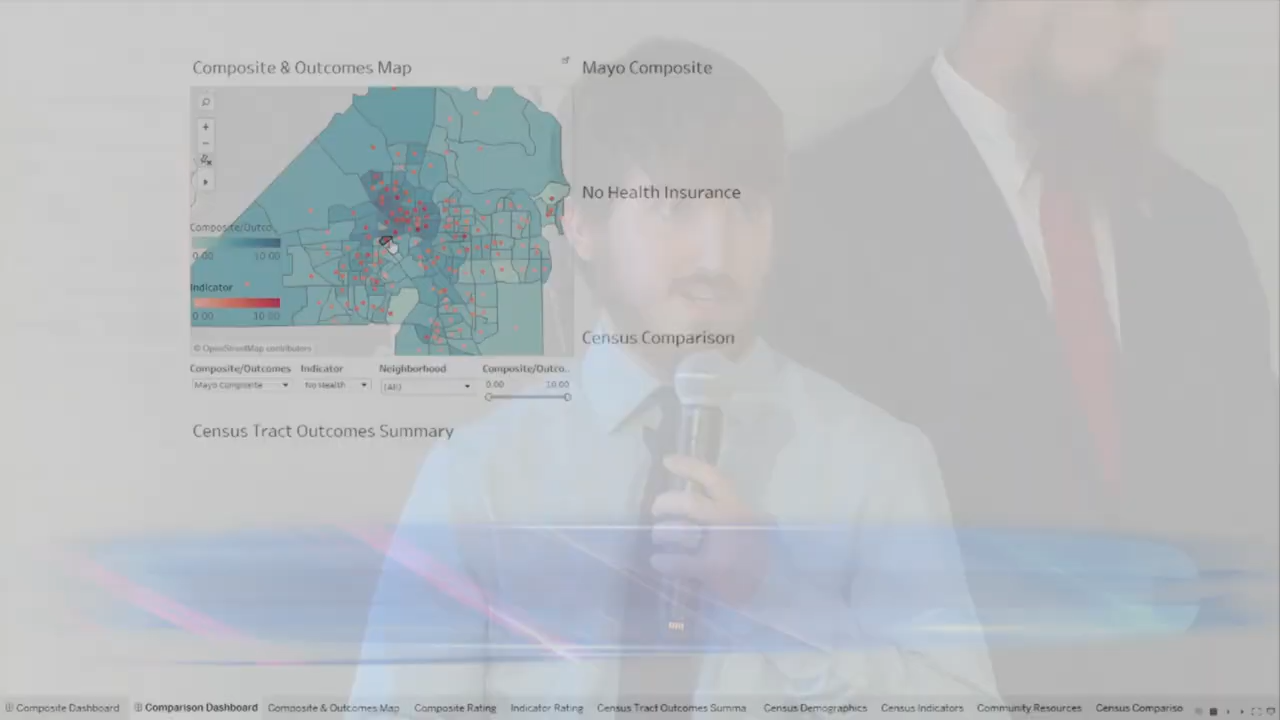 Composite & Outcomes Map
Mayo Composite
No Health Insurance
Composite/Outco..
0.00 10.00
Indicator
0.00 10.00
Census Comparison
© OpenStreetMap contributors
Composite/Outcomes Indicator Neighborhood Composite/Outco..
Mayo Composite No Health (All) 0.00 10.00
Census Tract Outcomes Summary
Composite Dashboard Comparison Dashboard Composite & Outcomes Map Composite Rating Indicator Rating Census Tract Outcomes Summa Census Demographics Census Indicators Community Resources Census Compariso